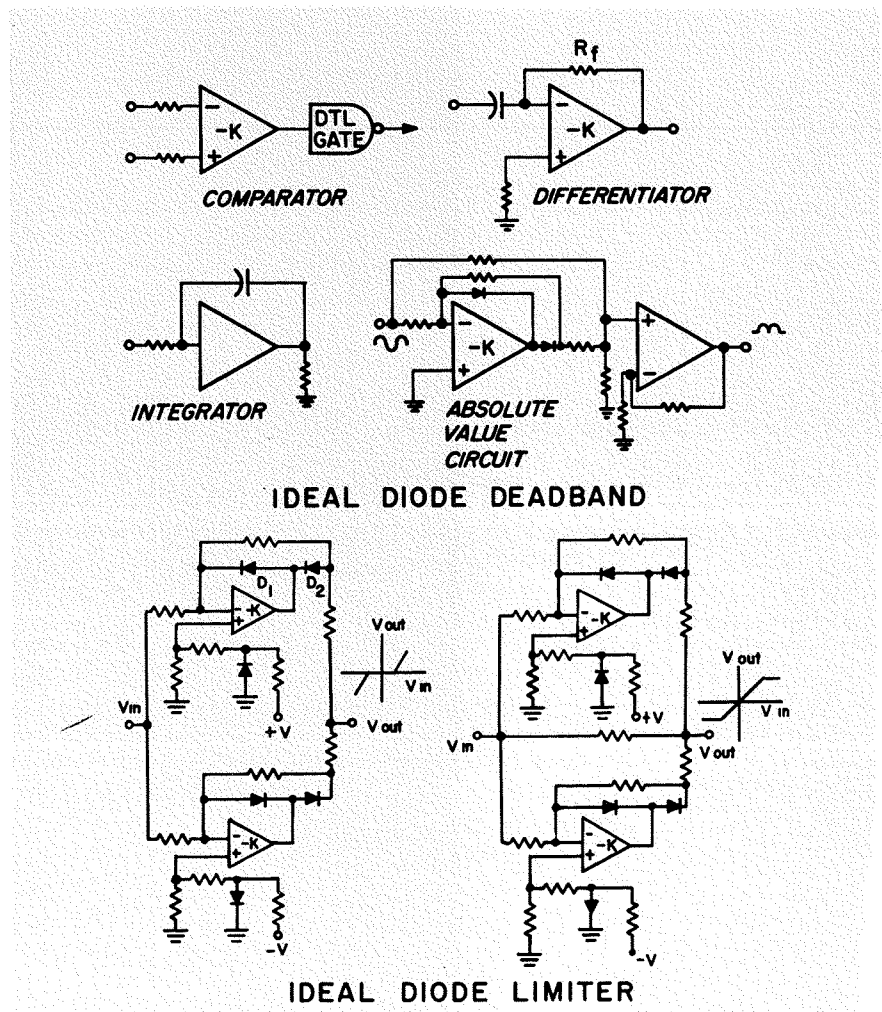 Rf
−
-K
+
DTL
GATE
COMPARATOR
−
-K
+
DIFFERENTIATOR
INTEGRATOR
−
-K
+
+
−
ABSOLUTE
VALUE
CIRCUIT
IDEAL DIODE DEADBAND
D1
D2
−
-K
+
Vout
Vin
Vin
+V
Vout
−
-K
+
-V
−
-K
+
Vout
Vin
+V
Vin
Vout
−
-K
+
-V
IDEAL DIODE LIMITER